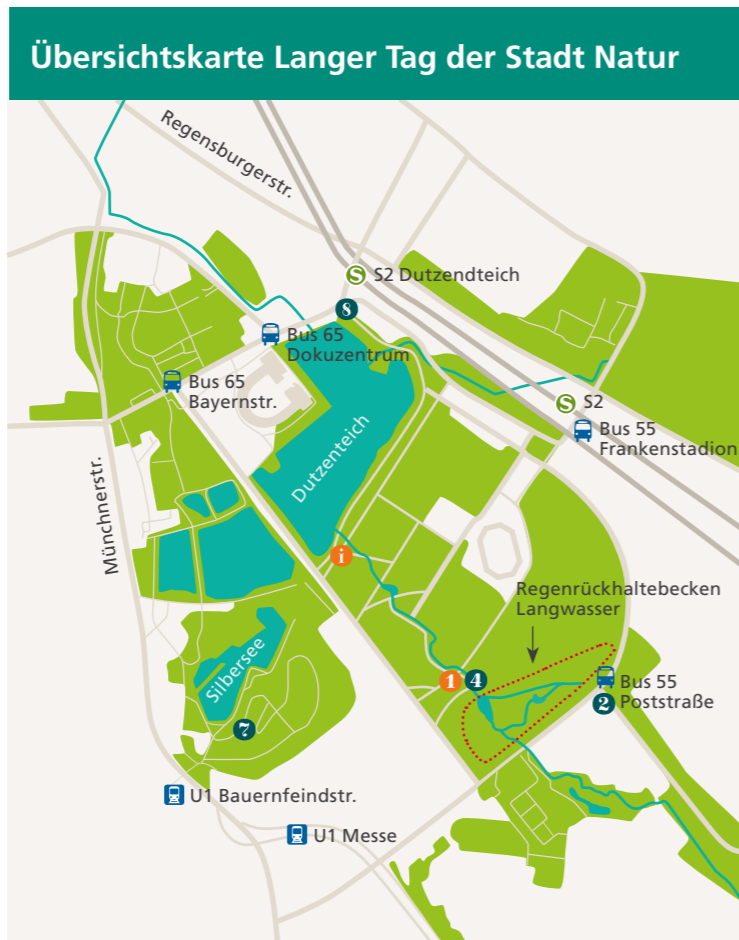 Übersichtskarte Langer Tag der Stadt Natur
Regensburgerstr.
S S2 Dutzendteich
8
Bus 65
Dokuzentrum
Bus 65
Bayernstr.
S S2
Bus 55
Frankenstadion
Dutzenteich
Münchnerstr.
i
Regenrückhaltebecken
Langwasser
Silbersee
1 4
Bus 55
2 Poststraße
7
U1 Bauernfeindstr.
U1 Messe